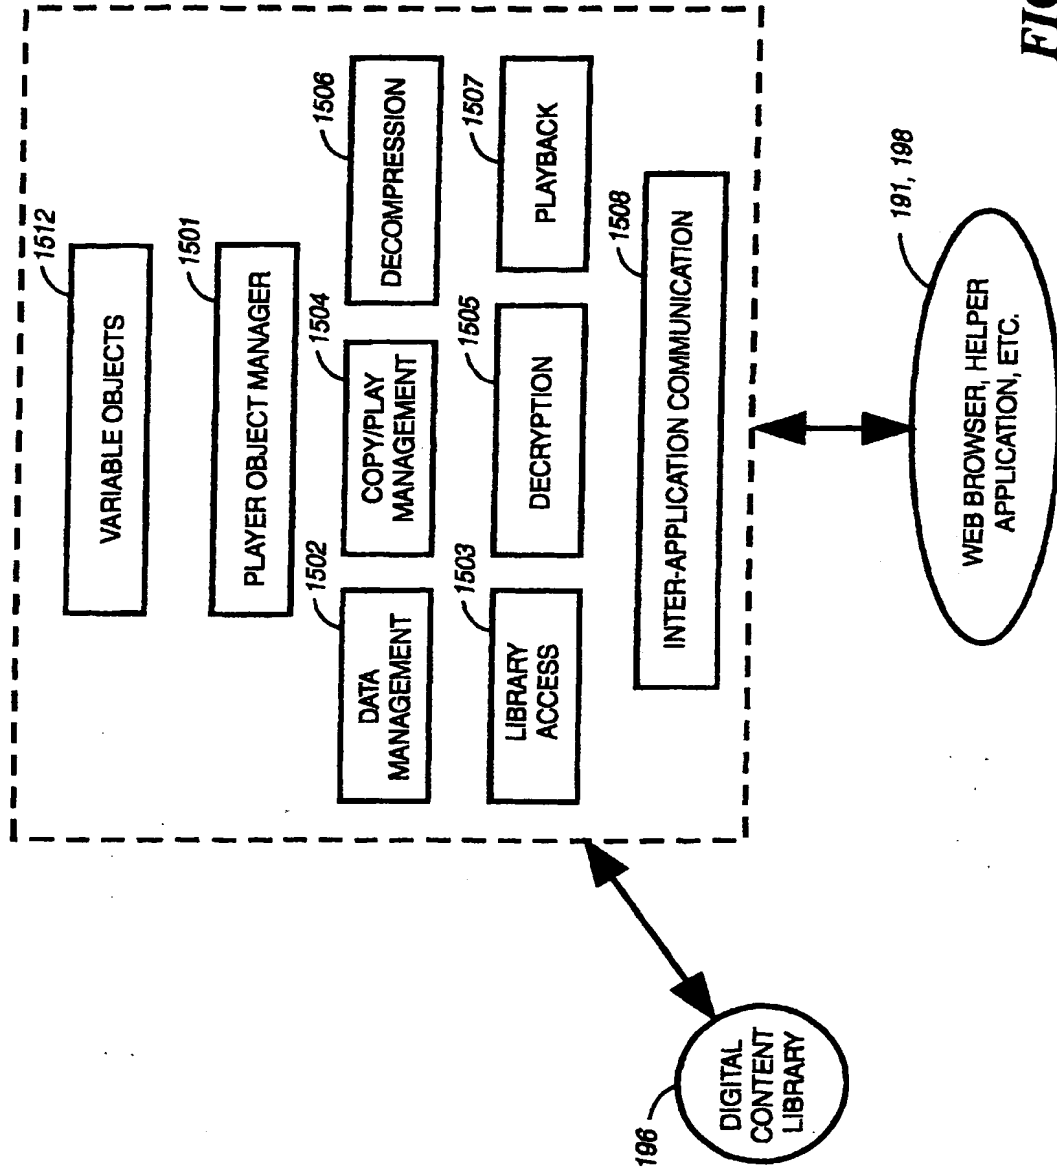 1512
VARIABLE OBJECTS
1501
PLAYER OBJECT MANAGER
1502
DATA
MANAGEMENT
1504
COPY/PLAY
MANAGEMENT
1506
DECOMPRESSION
1503
LIBRARY
ACCESS
1505
DECRYPTION
1507
PLAYBACK
1508
INTER-APPLICATION COMMUNICATION
196
DIGITAL
CONTENT
LIBRARY
191, 198
WEB BROWSER, HELPER
APPLICATION, ETC.